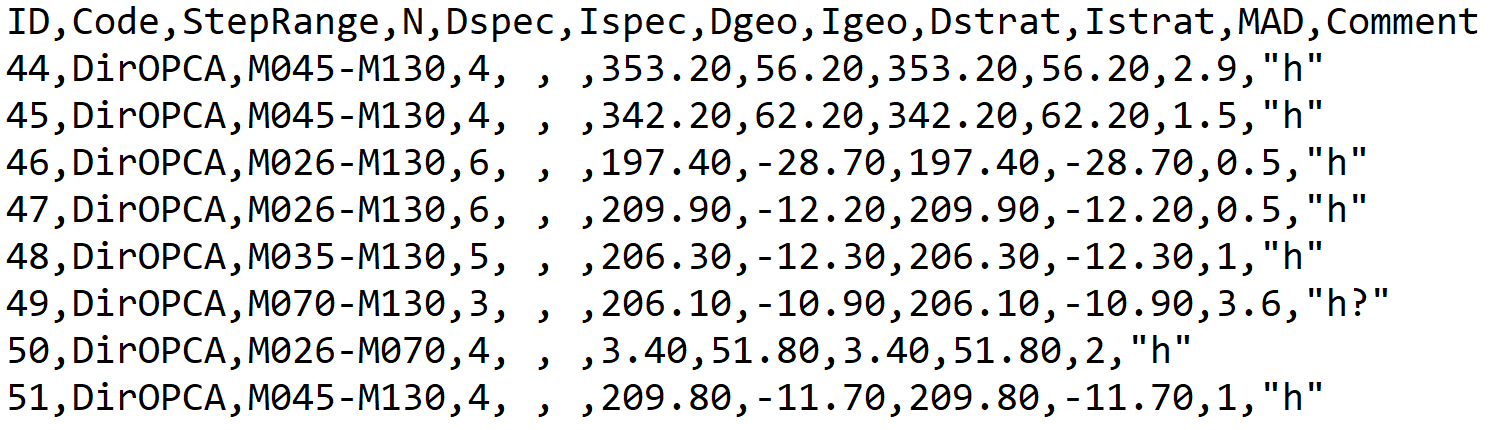 ID,Code,StepRange,N,Dspec,Ispec,Dgeo,Igeo,Dstrat,Istrat,MAD,Comment
44,DirOPCA,M045-M130,4, , ,353.20,56.20,353.20,56.20,2.9,"h"
45,DirOPCA,M045-M130,4, , ,342.20,62.20,342.20,62.20,1.5,"h"
46,DirOPCA,M026-M130,6, , ,197.40,-28.70,197.40,-28.70,0.5,"h"
47,DirOPCA,M026-M130,6, , ,209.90,-12.20,209.90,-12.20,0.5,"h"
48,DirOPCA,M035-M130,5, , ,206.30,-12.30,206.30,-12.30,1,"h"
49,DirOPCA,M070-M130,3, , ,206.10,-10.90,206.10,-10.90,3.6,"h?"
50,DirOPCA,M026-M070,4, , ,3.40,51.80,3.40,51.80,2,"h"
51,DirOPCA,M045-M130,4, , ,209.80,-11.70,209.80,-11.70,1,"h"